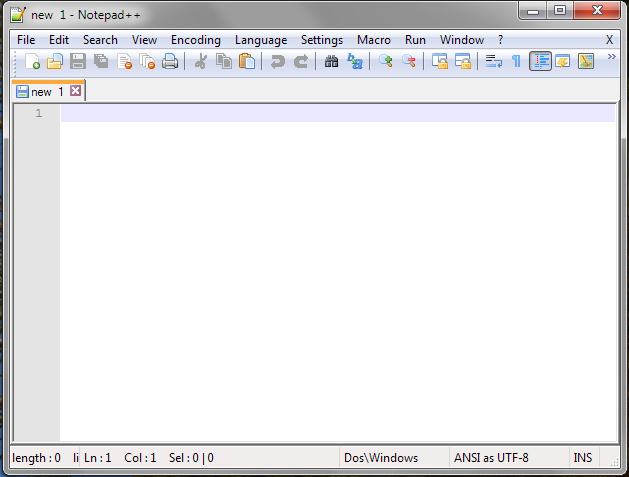 new 1 - Notepad++
File Edit Search View Encoding Language Settings Macro Run Window ? X
new 1
1
length : 0 li Ln : 1 Col : 1 Sel : 0 | 0 Dos\Windows ANSI as UTF-8 INS